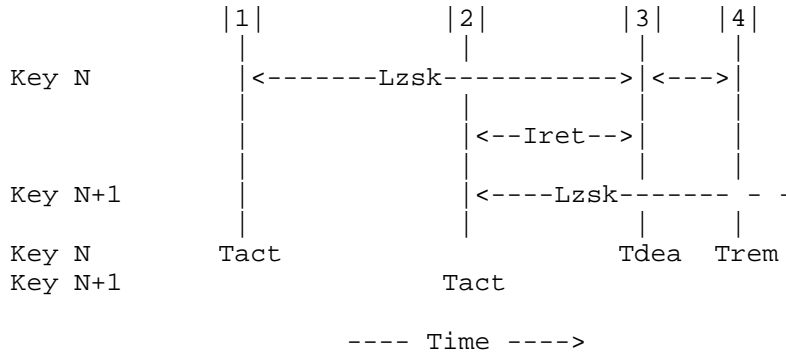 |1|              |2|          |3|   |4|
                 |                |            |     |
Key N            |<-------Lzsk----------->|<--->|
                 |                |            |     |
                 |                |<--Iret-->|     |
                 |                |            |     |
Key N+1          |                |<----Lzsk------- - -
                 |                |            |     |
Key N           Tact                         Tdea  Trem
Key N+1                          Tact
                         ---- Time ---->